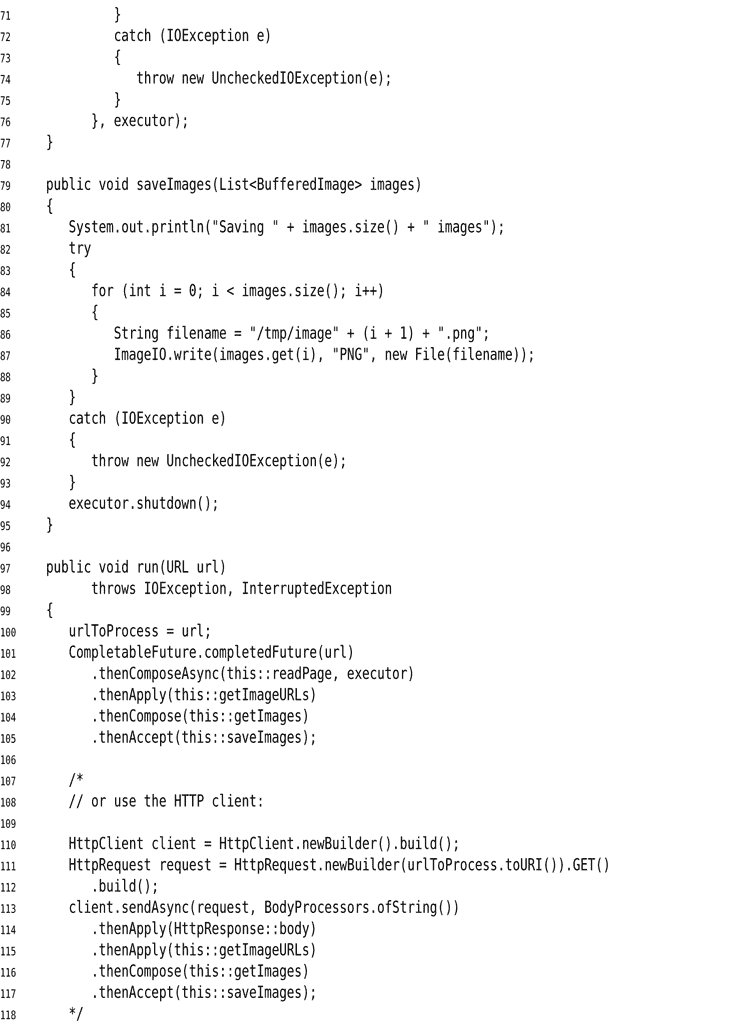 71             }
72             catch (IOException e)
73             {
74                throw new UncheckedIOException(e);
75             }
76          }, executor);
77    }
78
79    public void saveImages(List<BufferedImage> images)
80    {
81       System.out.println("Saving " + images.size() + " images");
82       try
83       {
84          for (int i = 0; i < images.size(); i++)
85          {
86             String filename = "/tmp/image" + (i + 1) + ".png";
87             ImageIO.write(images.get(i), "PNG", new File(filename));
88          }
89       }
90       catch (IOException e)
91       {
92          throw new UncheckedIOException(e);
93       }
94       executor.shutdown();
95    }
96
97    public void run(URL url)
98          throws IOException, InterruptedException
99    {
100      urlToProcess = url;
101      CompletableFuture.completedFuture(url)
102         .thenComposeAsync(this::readPage, executor)
103         .thenApply(this::getImageURLs)
104         .thenCompose(this::getImages)
105         .thenAccept(this::saveImages);
106
107      /*
108      // or use the HTTP client:
109
110      HttpClient client = HttpClient.newBuilder().build();
111      HttpRequest request = HttpRequest.newBuilder(urlToProcess.toURI()).GET()
112         .build();
113      client.sendAsync(request, BodyProcessors.ofString())
114         .thenApply(HttpResponse::body)
115         .thenApply(this::getImageURLs)
116         .thenCompose(this::getImages)
117         .thenAccept(this::saveImages);
118      */